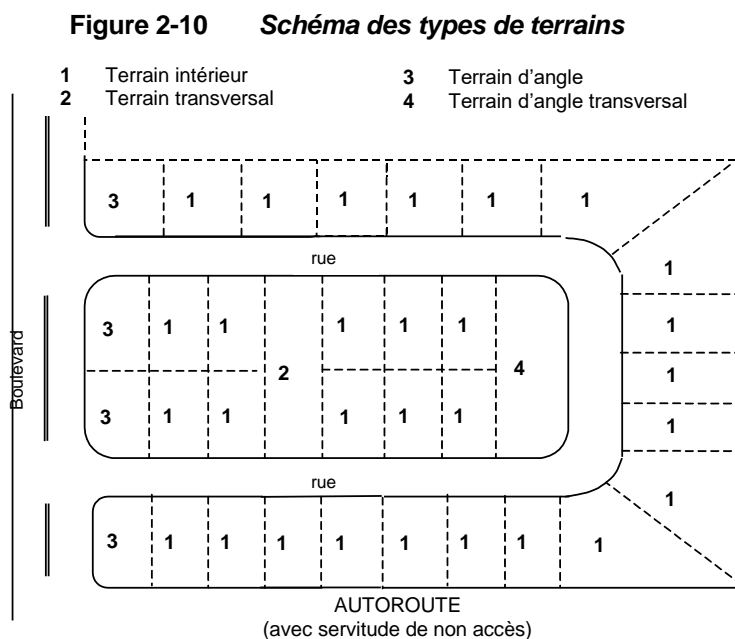 Figure 2-10 Schéma des types de terrains
1 Terrain intérieur 3 Terrain d'angle
2 Terrain transversal 4 Terrain d'angle transversal
3 1 1 1 1 1 1
rue
1
3 1 1 1 1 1
1
2 4
1
3 1 1 1 1 1
1
rue
1
3 1 1 1 1 1 1 1 1
Boulevard
AUTOROUTE
(avec servitude de non accès)